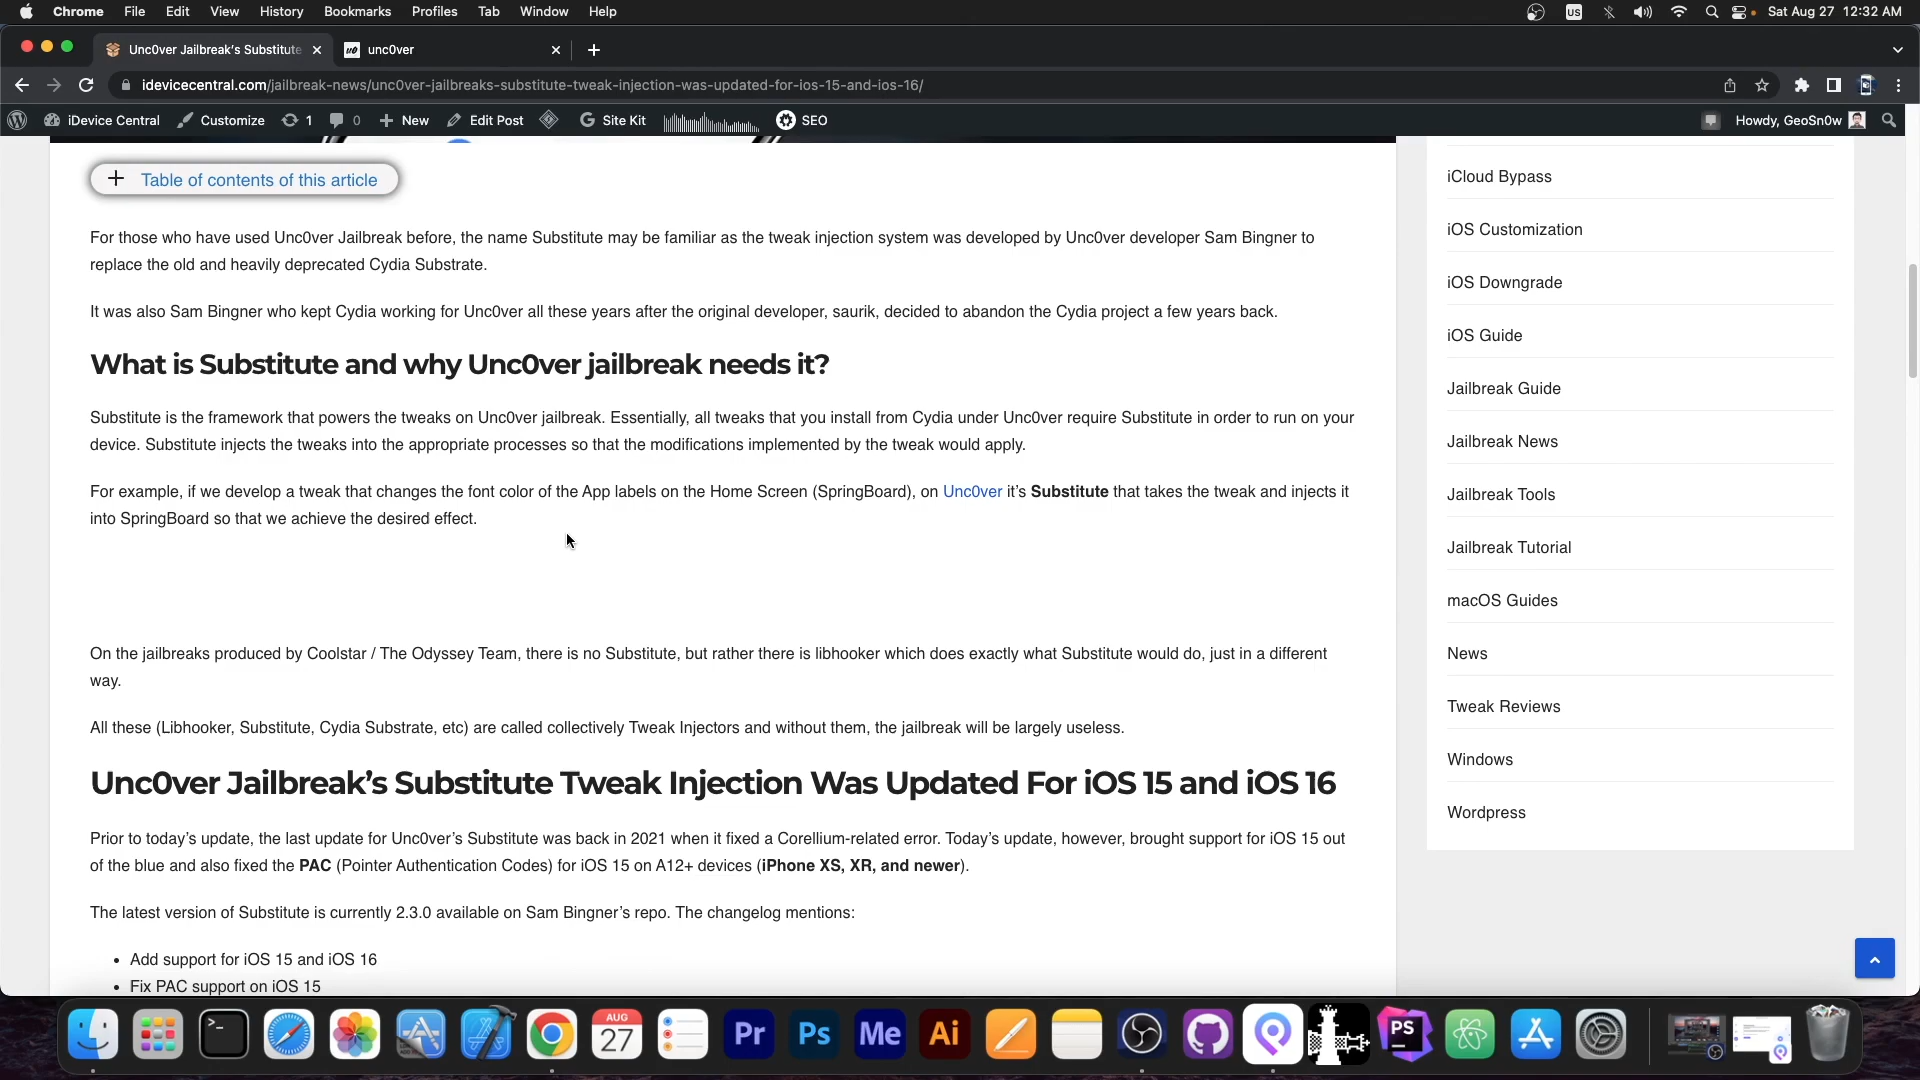 Chrome File Edit View History Bookmarks Profiles Tab Window Help US Sat Aug 27 12:32 AM
Unc0ver Jailbreak's Substitute unc0ver
idevicecentral.com/jailbreak-news/unc0ver-jailbreaks-substitute-tweak-injection-was-updated-for-ios-15-and-ios-16/
iDevice Central Customize 1 0 New Edit Post Site Kit SEO Howdy, GeoSn0w
Table of contents of this article
For those who have used Unc0ver Jailbreak before, the name Substitute may be familiar as the tweak injection system was developed by Unc0ver developer Sam Bingner to
replace the old and heavily deprecated Cydia Substrate.
It was also Sam Bingner who kept Cydia working for Unc0ver all these years after the original developer, saurik, decided to abandon the Cydia project a few years back.
What is Substitute and why Unc0ver jailbreak needs it?
Substitute is the framework that powers the tweaks on Unc0ver jailbreak. Essentially, all tweaks that you install from Cydia under Unc0ver require Substitute in order to run on your
device. Substitute injects the tweaks into the appropriate processes so that the modifications implemented by the tweak would apply.
For example, if we develop a tweak that changes the font color of the App labels on the Home Screen (SpringBoard), on Unc0ver it's Substitute that takes the tweak and injects it
into SpringBoard so that we achieve the desired effect.
On the jailbreaks produced by Coolstar / The Odyssey Team, there is no Substitute, but rather there is libhooker which does exactly what Substitute would do, just in a different
way.
All these (Libhooker, Substitute, Cydia Substrate, etc) are called collectively Tweak Injectors and without them, the jailbreak will be largely useless.
Unc0ver Jailbreak's Substitute Tweak Injection Was Updated For iOS 15 and iOS 16
Prior to today's update, the last update for Unc0ver's Substitute was back in 2021 when it fixed a Corellium-related error. Today's update, however, brought support for iOS 15 out
of the blue and also fixed the PAC (Pointer Authentication Codes) for iOS 15 on A12+ devices (iPhone XS, XR, and newer).
The latest version of Substitute is currently 2.3.0 available on Sam Bingner's repo. The changelog mentions:
• Add support for iOS 15 and iOS 16
• Fix PAC support on iOS 15
iCloud Bypass
iOS Customization
iOS Downgrade
iOS Guide
Jailbreak Guide
Jailbreak News
Jailbreak Tools
Jailbreak Tutorial
macOS Guides
News
Tweak Reviews
Windows
Wordpress
AUG
27
Pr Ps Me Ai PS